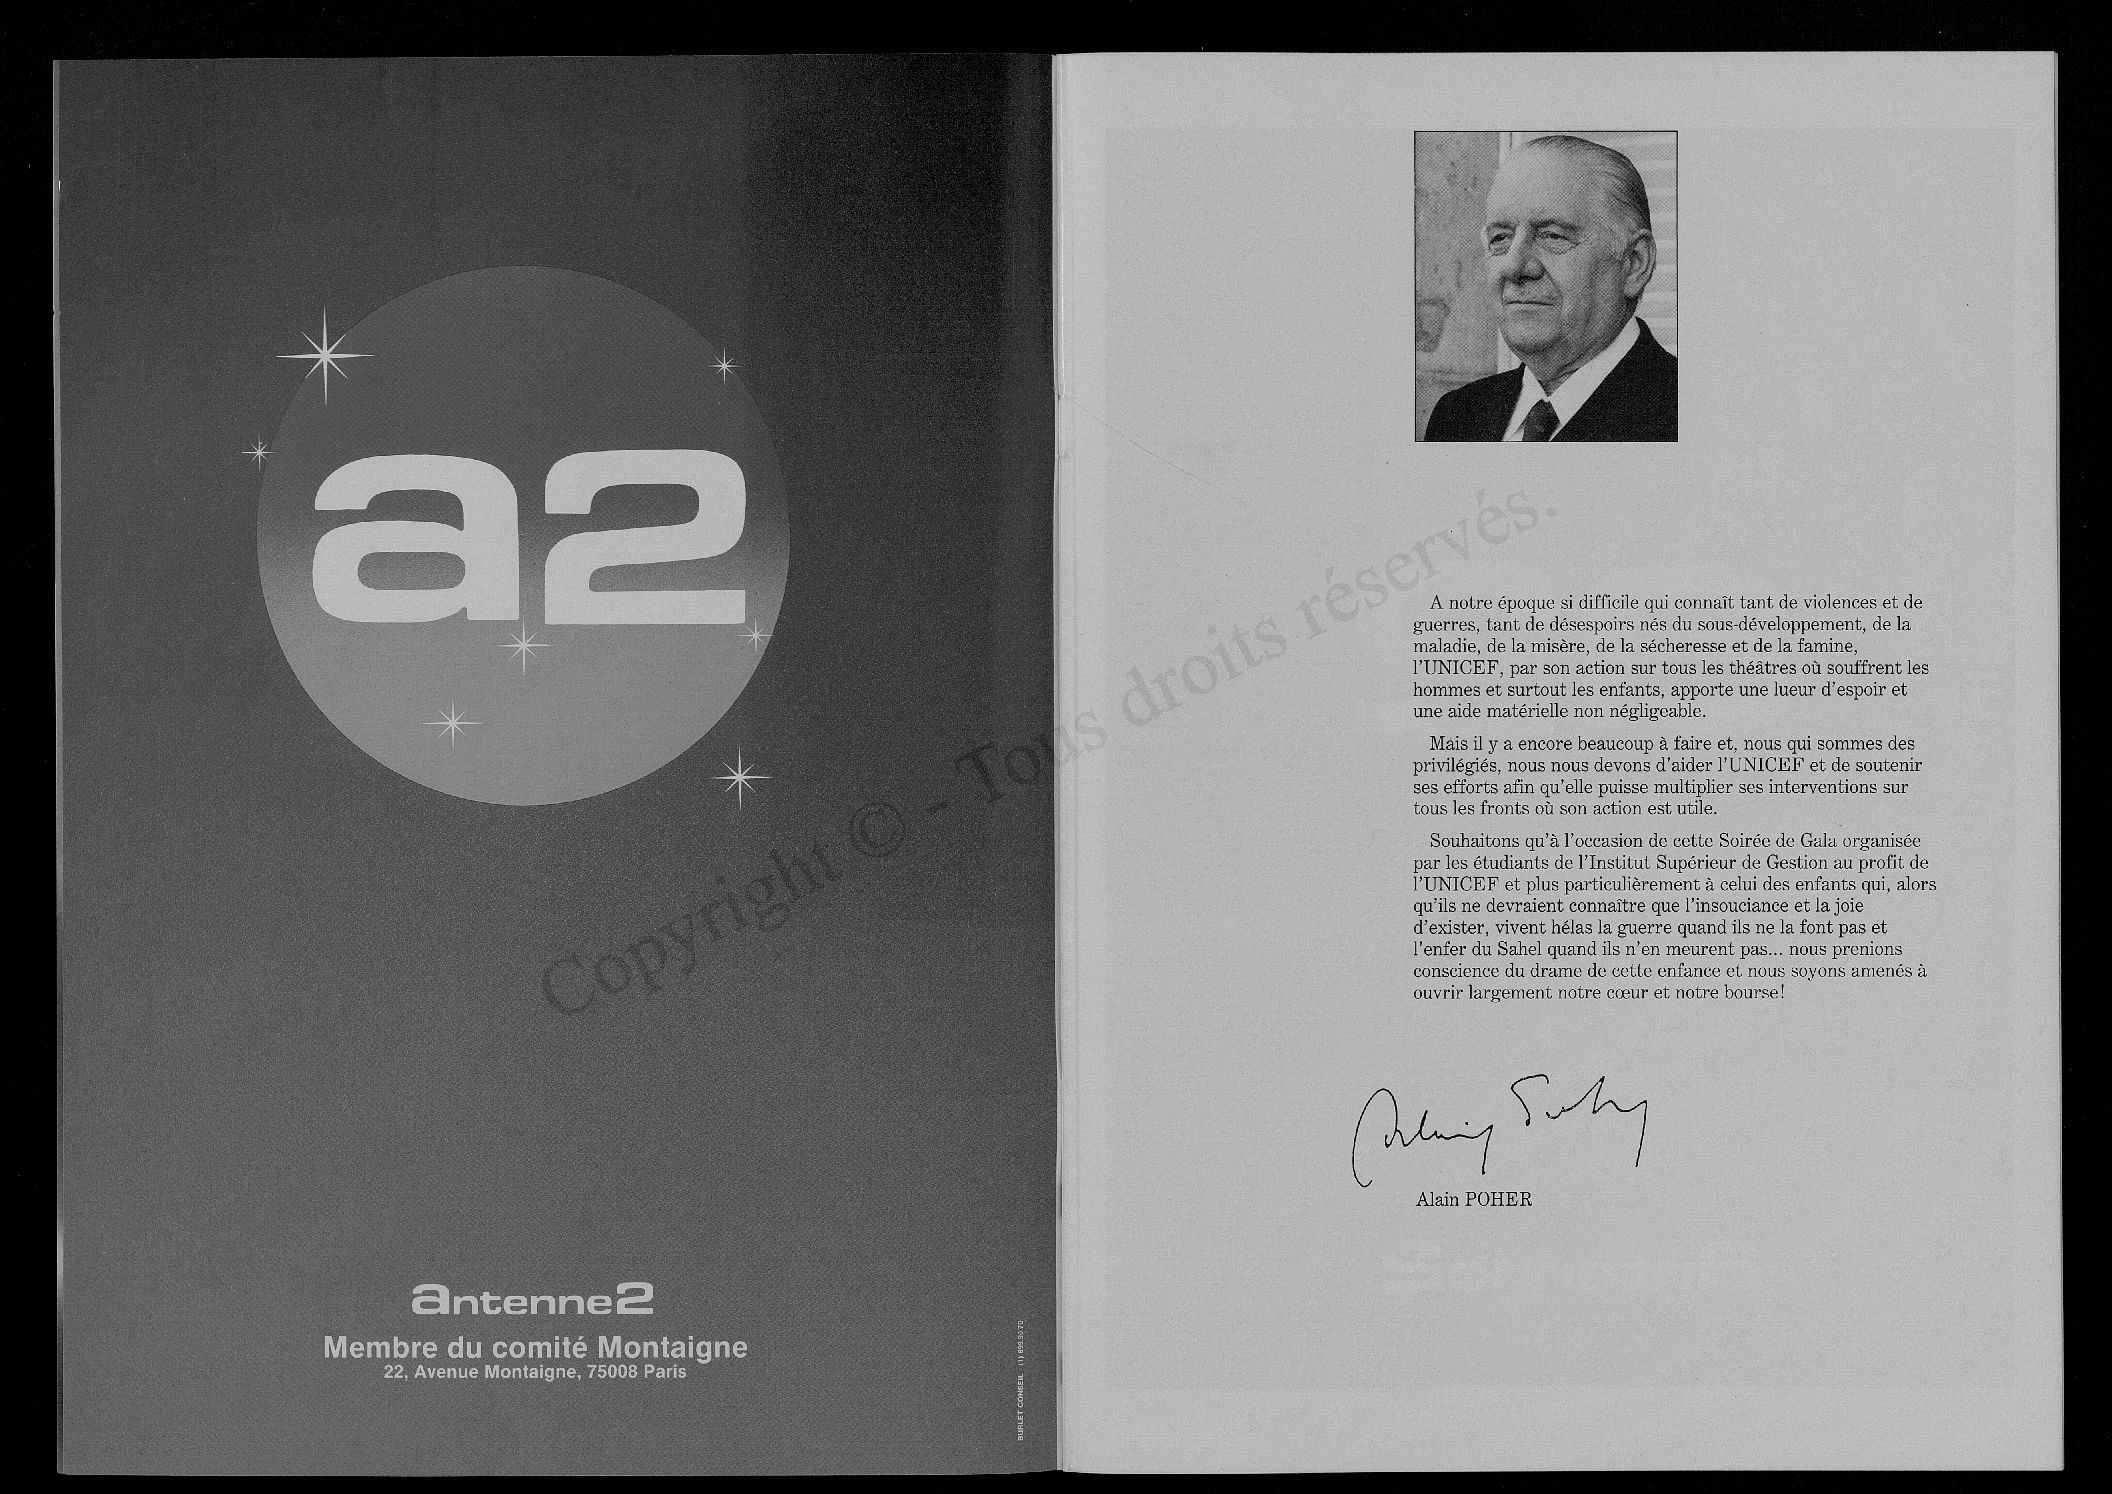 a2
antenne2
Membre du comité Montaigne
22, Avenue Montaigne, 75008 Paris
BURLET CONSEIL (1) 899.90.70
A notre époque si difficile qui connaît tant de violences et de
guerres, tant de désespoirs nés du sous-développement, de la
maladie, de la misère, de la sécheresse et de la famine,
l'UNICEF, par son action sur tous les théâtres où souffrent les
hommes et surtout les enfants, apporte une lueur d'espoir et
une aide matérielle non négligeable.
Mais il y a encore beaucoup à faire et, nous qui sommes des
privilégiés, nous nous devons d'aider l'UNICEF et de soutenir
ses efforts afin qu'elle puisse multiplier ses interventions sur
tous les fronts où son action est utile.
Souhaitons qu'à l'occasion de cette Soirée de Gala organisée
par les étudiants de l'Institut Supérieur de Gestion au profit de
l'UNICEF et plus particulièrement à celui des enfants qui, alors
qu'ils ne devraient connaître que l'insouciance et la joie
d'exister, vivent hélas la guerre quand ils ne la font pas et
l'enfer du Sahel quand ils n'en meurent pas... nous prenions
conscience du drame de cette enfance et nous soyons amenés à
ouvrir largement notre cœur et notre bourse!
Alain Poher
Alain POHER
Copyright © - Tous droits réservés.